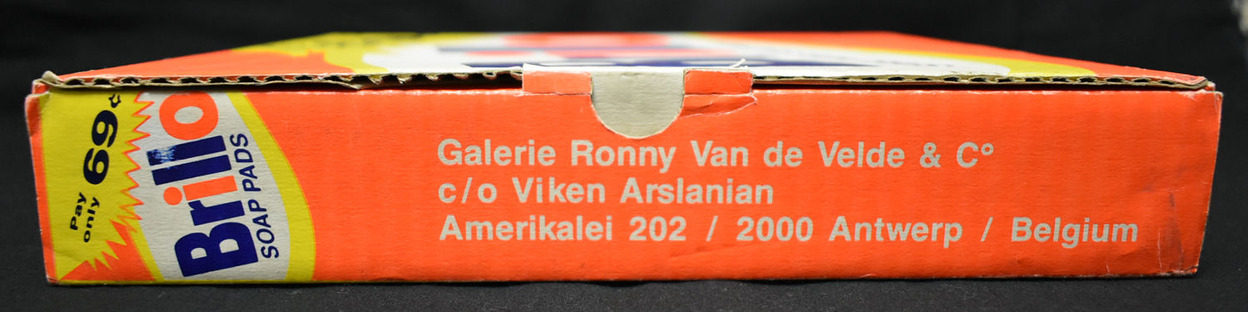 Pay
only 69¢
Brillo
SOAP PADS
Galerie Ronny Van de Velde & C°
c/o Viken Arslanian
Amerikalei 202 / 2000 Antwerp / Belgium